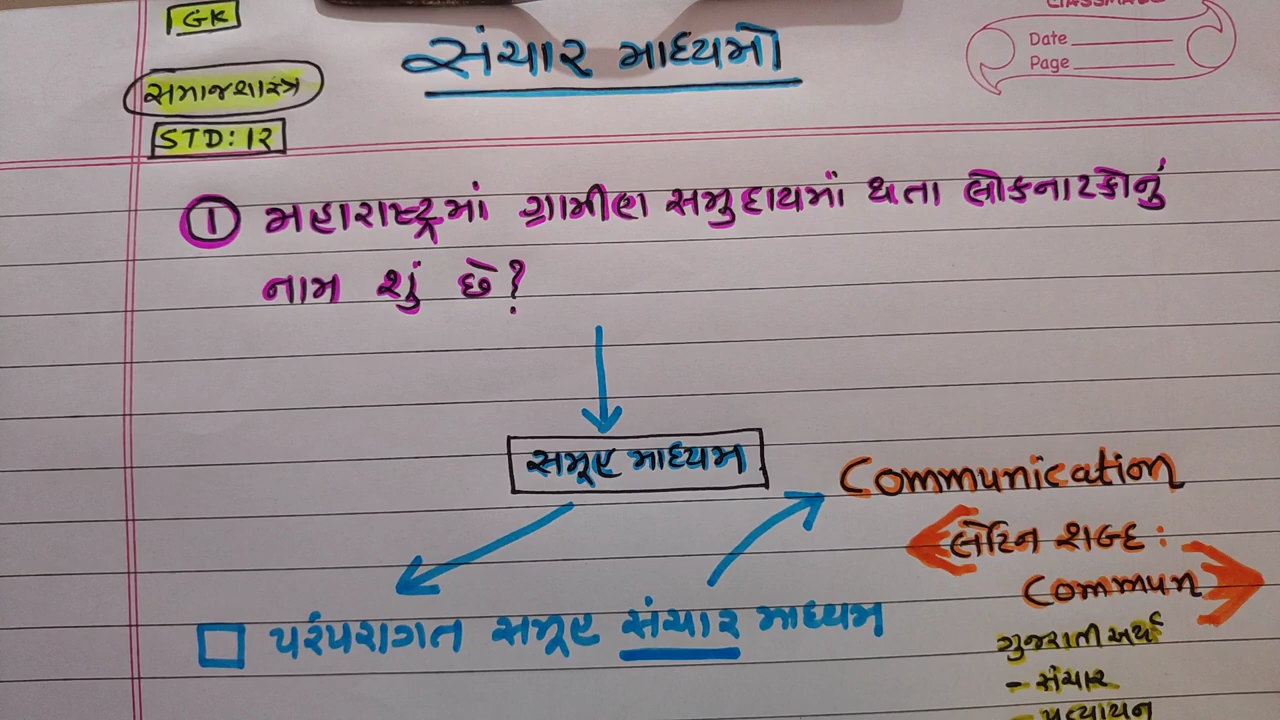 GK
સંચાર માધ્યમો
Date
Page
સમાજશાસ્ત્ર
STD: 12
① મહારાષ્ટ્રમાં ગ્રામીણ સમુદાયમાં થતા લોકનાટકોનું
નામ શું છે?
સમૂહ માધ્યમ
Communication
લેટિન શબ્દ :
Commun
પરંપરાગત સમૂહ સંચાર માધ્યમ
ગુજરાતી અર્થ
- સંચાર